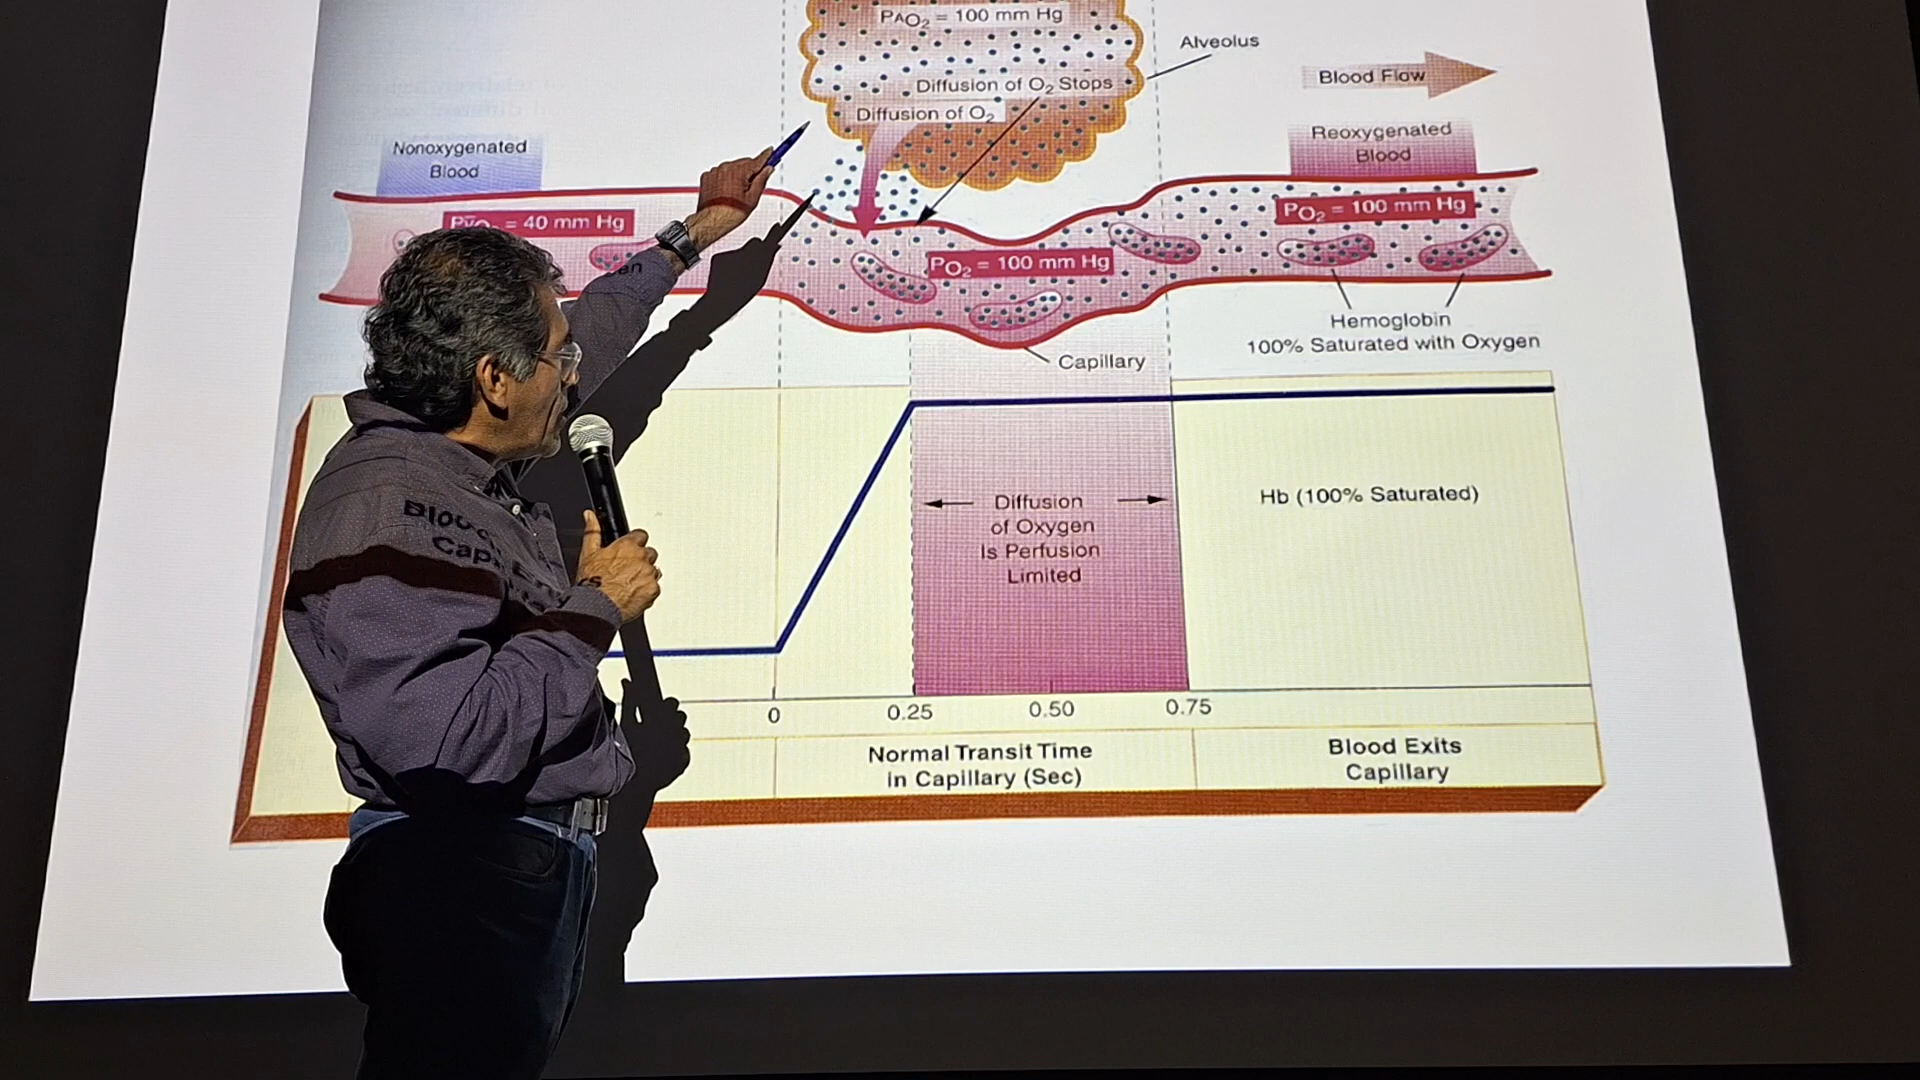 PAO₂ = 100 mm Hg
Alveolus
Blood Flow
Diffusion of O₂ Stops
Diffusion of O₂
Nonoxygenated
Blood
Reoxygenated
Blood
= 40 mm Hg
PO₂ = 100 mm Hg
PO₂ = 100 mm Hg
Hemoglobin
100% Saturated with Oxygen
Capillary
Diffusion
of Oxygen
Is Perfusion
Limited
Hb (100% Saturated)
0
0.25
0.50
0.75
Normal Transit Time
in Capillary (Sec)
Blood Exits
Capillary